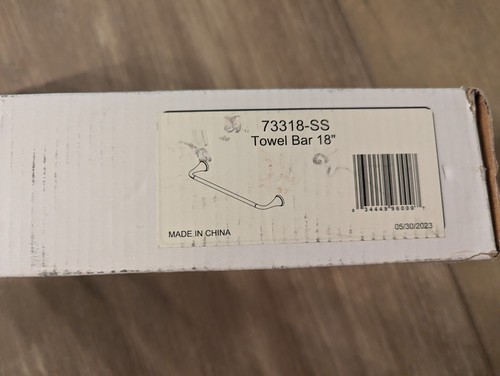 73318-SS
Towel Bar 18"
MADE IN CHINA
05/30/2023